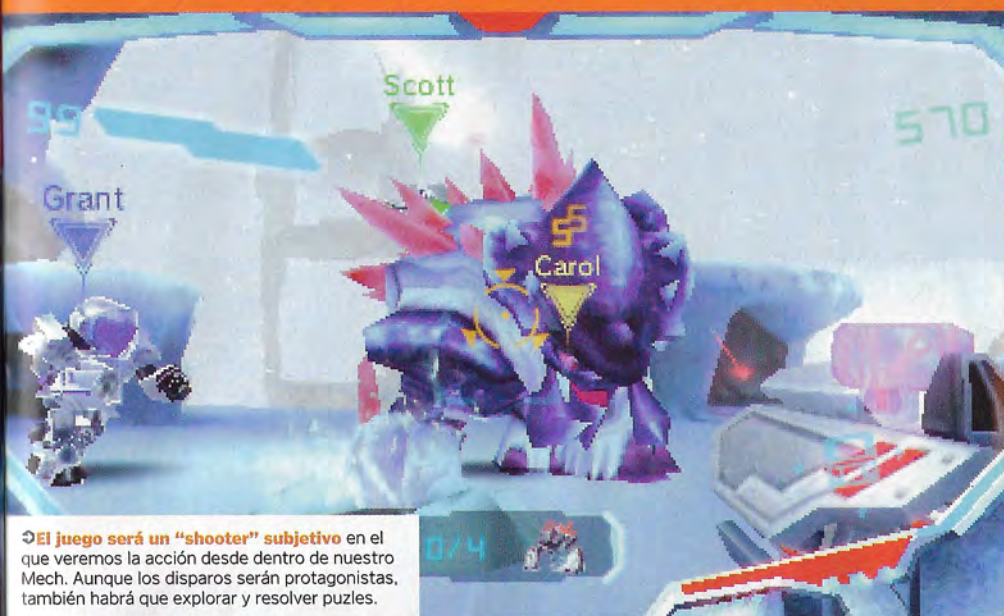 Scott
99
570
Grant
55
Carol
0/4
El juego será un “shooter” subjetivo en el
que veremos la acción desde dentro de nuestro
Mech. Aunque los disparos serán protagonistas,
también habrá que explorar y resolver puzles.